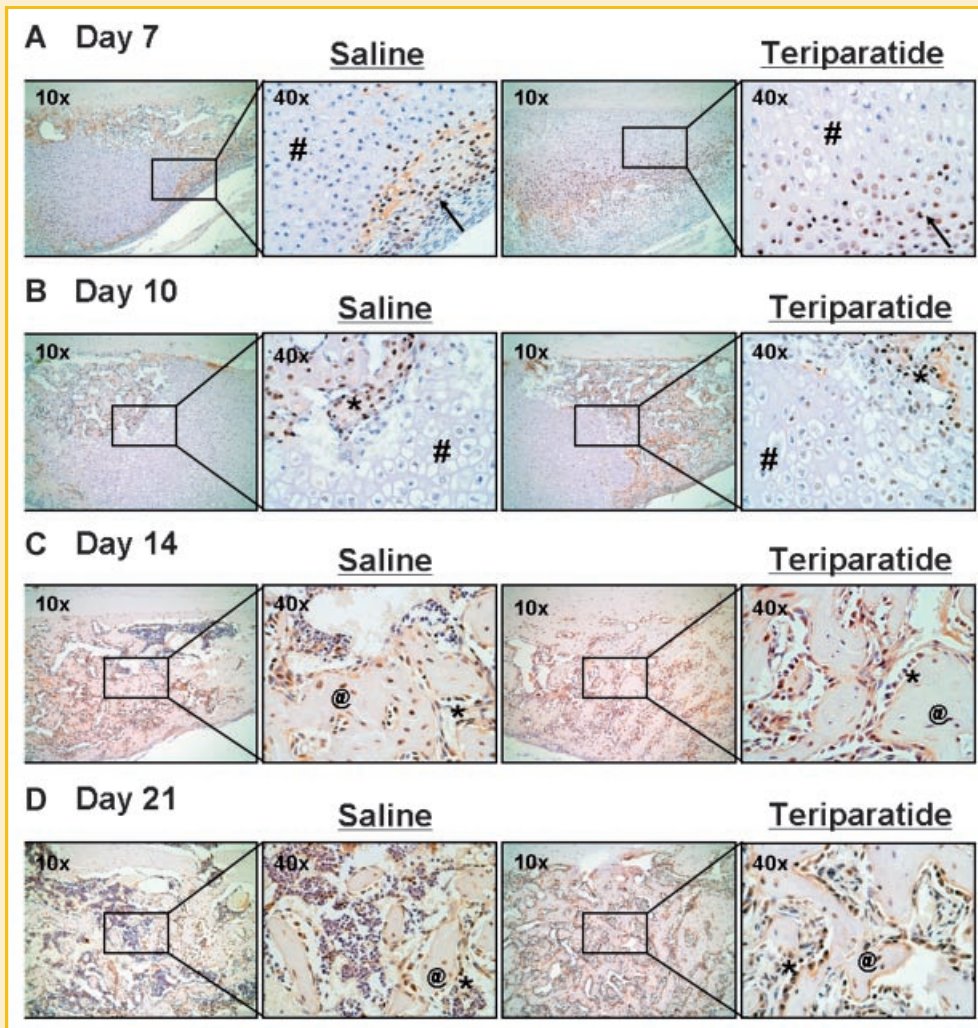 A Day 7
Saline Teriparatide
10x 40x 10x 40x
# #
B Day 10
Saline Teriparatide
10x 40x 10x 40x
* *
# #
C Day 14
Saline Teriparatide
10x 40x 10x 40x
@ * * @
D Day 21
Saline Teriparatide
10x 40x 10x 40x
@ * * @